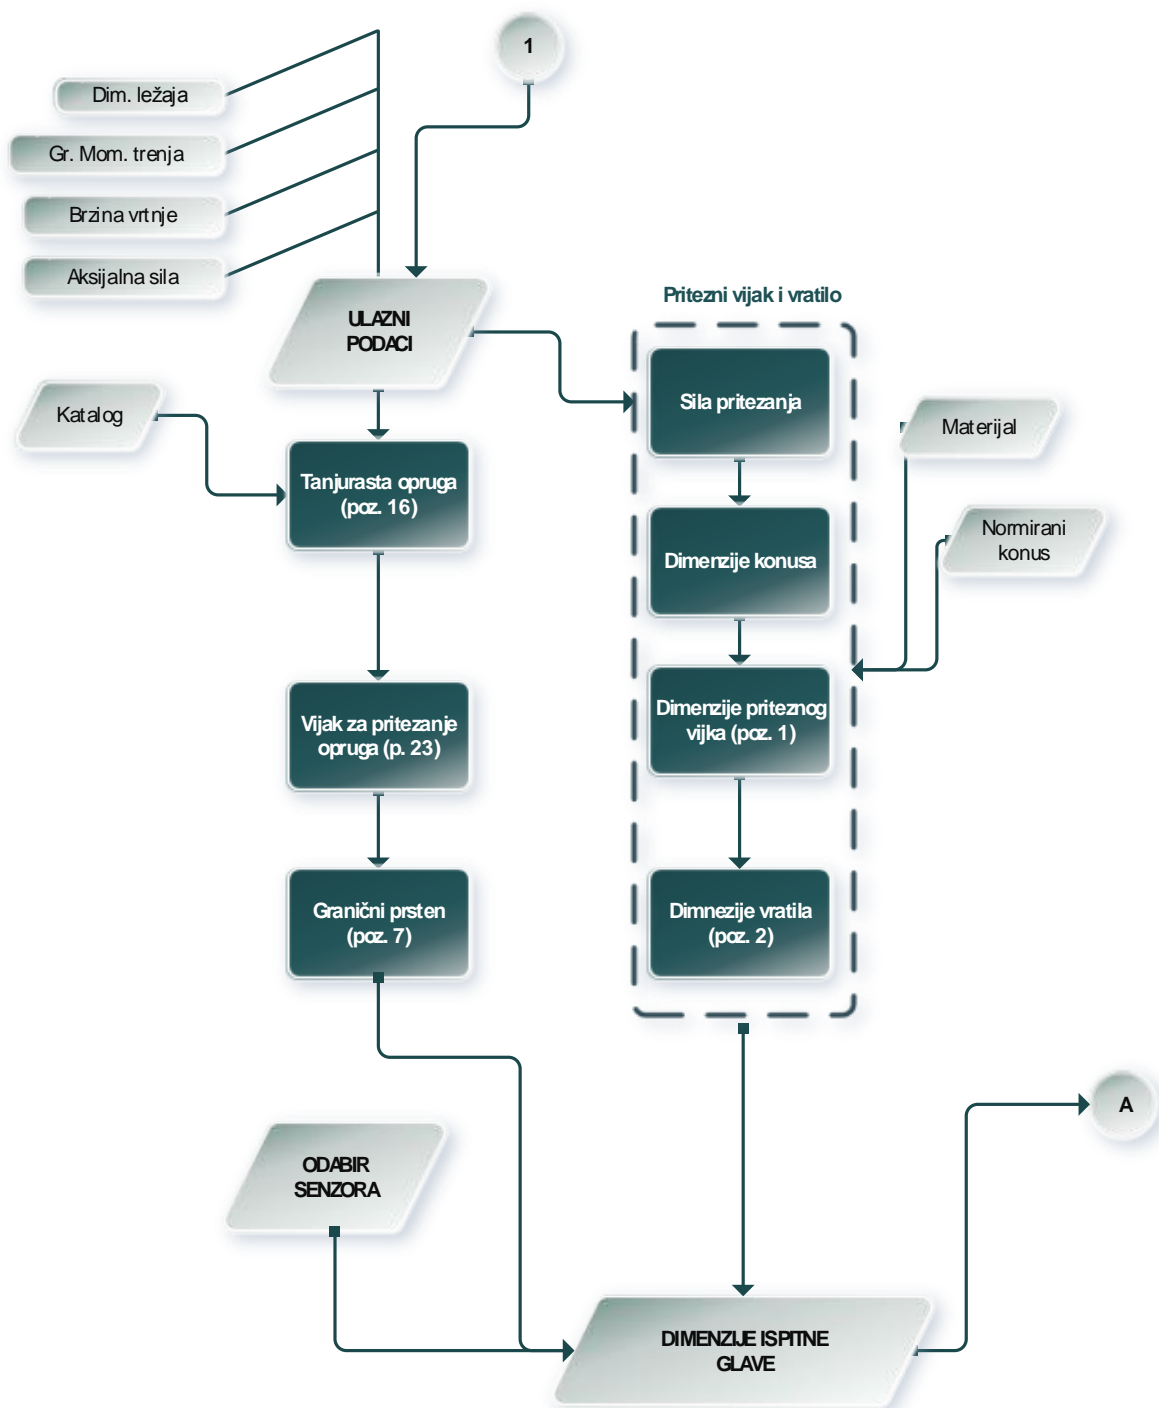 1
Dim. ležaja
Gr. Mom. trenja
Brzina vrtnje
Aksijalna sila
ULAZNI
PODACI
Pritezni vijak i vratilo
Katalog
Sila pritezanja
Materijal
Tanjurasta opruga
(poz. 16)
Dimenzije konusa
Normirani
konus
Vijak za pritezanje
opruga (p. 23)
Dimenzije priteznog
vijka (poz. 1)
Granični prsten
(poz. 7)
Dimnezije vratila
(poz. 2)
A
ODABIR
SENZORA
DIMENZIJE ISPITNE
GLAVE